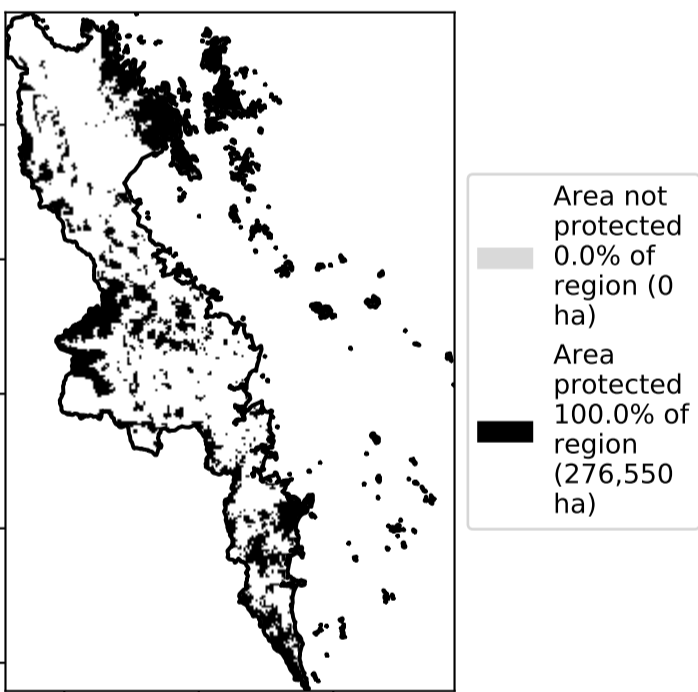 Area not
protected
0.0% of
region (0
ha)
Area
protected
100.0% of
region
(276,550
ha)